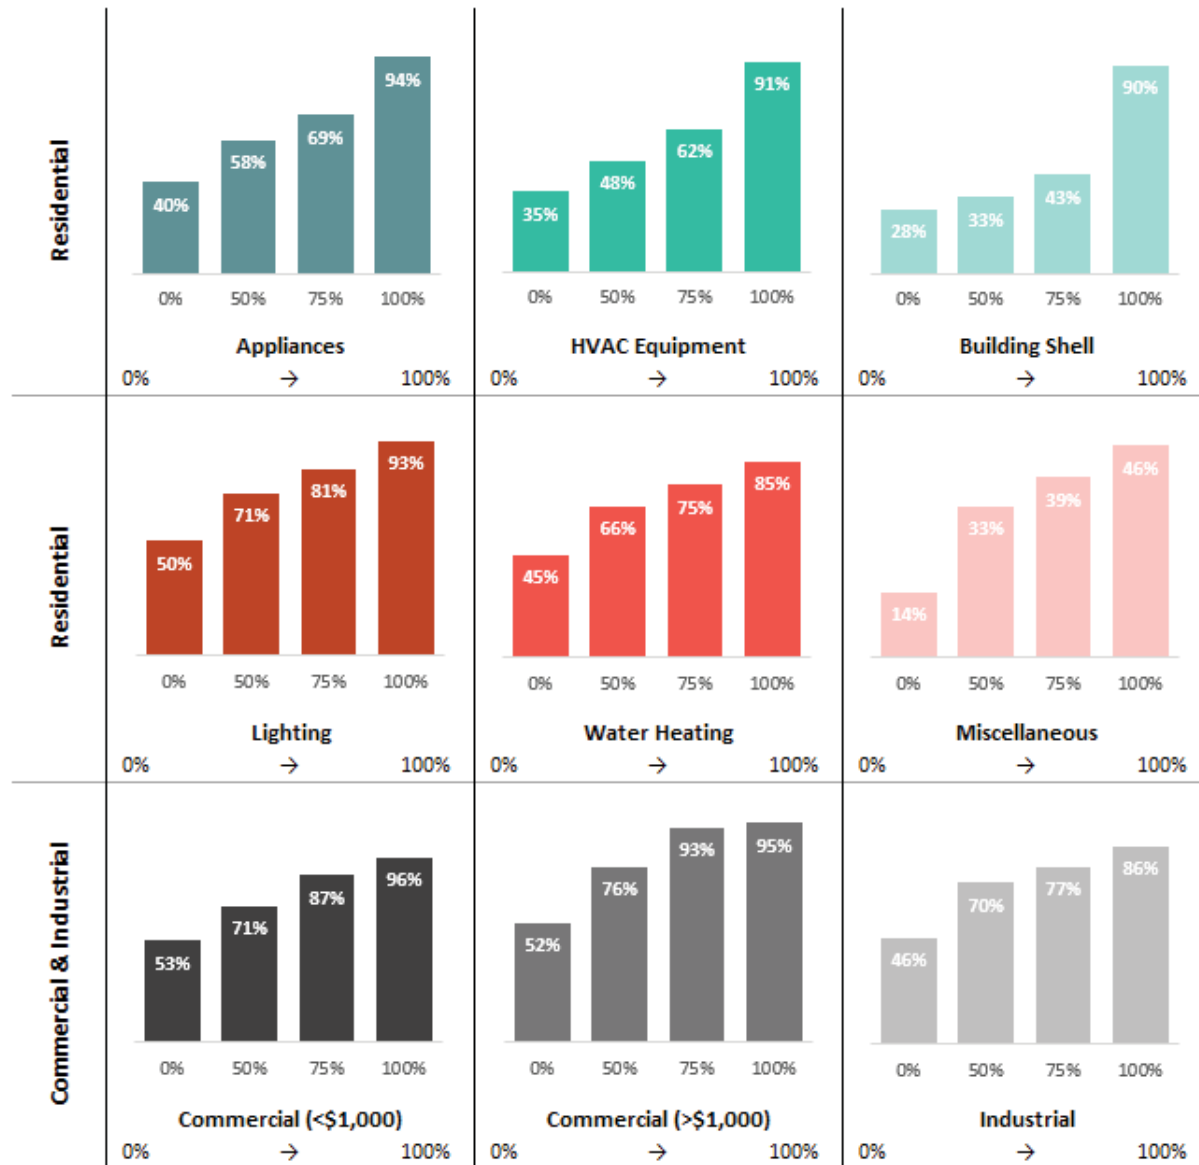 Residential
94%
69%
58%
40%
0% 50% 75% 100%
Appliances
0% → 100%
91%
62%
48%
35%
0% 50% 75% 100%
HVAC Equipment
0% → 100%
90%
43%
33%
28%
0% 50% 75% 100%
Building Shell
0% → 100%
Residential
93%
81%
71%
50%
0% 50% 75% 100%
Lighting
0% → 100%
85%
75%
66%
45%
0% 50% 75% 100%
Water Heating
0% → 100%
46%
39%
33%
14%
0% 50% 75% 100%
Miscellaneous
0% → 100%
Commercial & Industrial
96%
87%
71%
53%
0% 50% 75% 100%
Commercial (<$1,000)
0% → 100%
95%
93%
76%
52%
0% 50% 75% 100%
Commercial (>$1,000)
0% → 100%
86%
77%
70%
46%
0% 50% 75% 100%
Industrial
0% → 100%